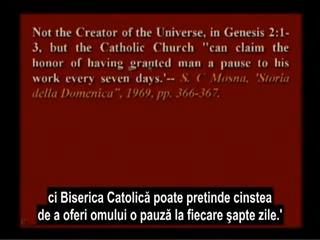 Not the Creator of the Universe, in Genesis 2:1-
3, but the Catholic Church "can claim the
honor of having granted man a pause to his
work every seven days.'-- S. C Mosna, 'Storia
della Domenica", 1969, pp. 366-367.
ci Biserica Catolică poate pretinde cinstea
de a oferi omului o pauză la fiecare şapte zile.'